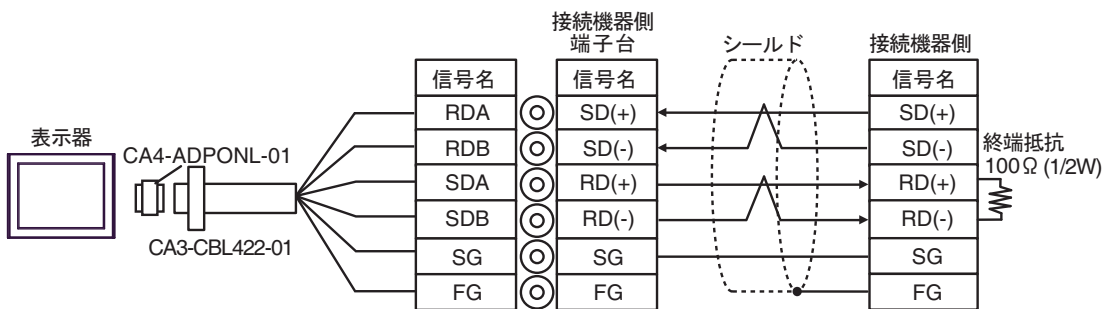 表示器
CA4-ADPONL-01
CA3-CBL422-01
信号名
RDA
RDB
SDA
SDB
SG
FG
接続機器側
端子台
信号名
SD(+)
SD(-)
RD(+)
RD(-)
SG
FG
シールド
接続機器側
信号名
SD(+)
SD(-)
RD(+)
RD(-)
SG
FG
終端抵抗
100Ω (1/2W)